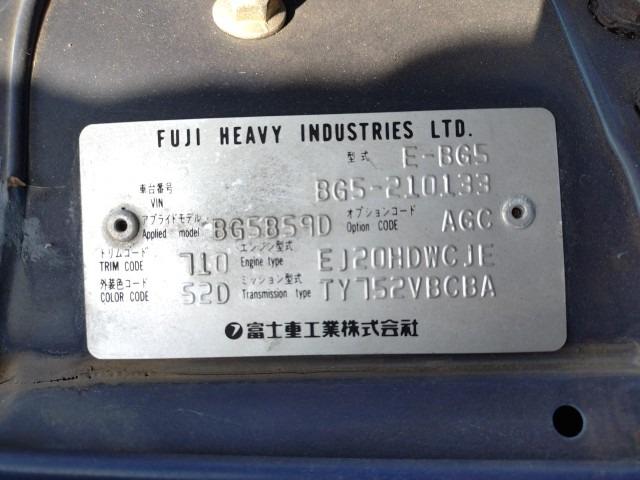 FUJI HEAVY INDUSTRIES LTD.
型式 E-BG5
車台番号 VIN BG5-210133
アプライドモデル Applied model BG5B59D オプションコード Option CODE AGC
トリムコード TRIM CODE 710 エンジン型式 Engine type EJ20HDWCJE
外装色コード COLOR CODE 52D ミッション型式 Transmission type TY752VBCBA
富士重工業株式会社